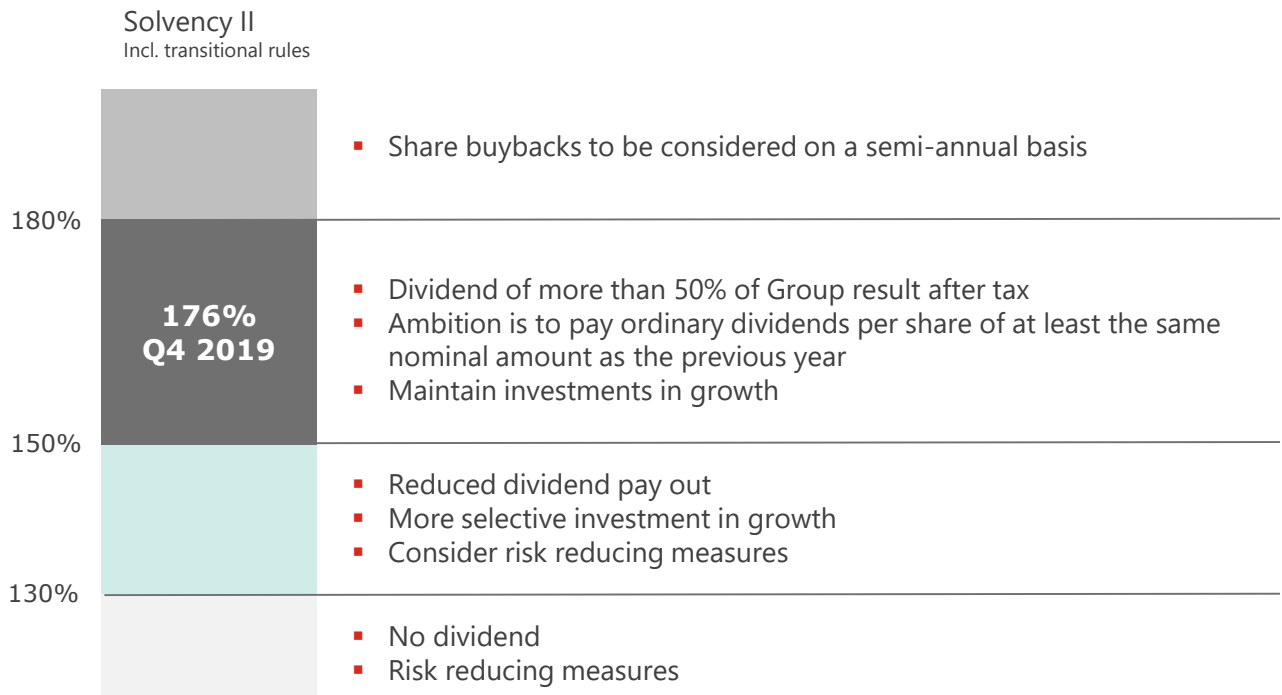 Solvency II
Incl. transitional rules
▪ Share buybacks to be considered on a semi-annual basis
180%
176%
Q4 2019
▪ Dividend of more than 50% of Group result after tax
▪ Ambition is to pay ordinary dividends per share of at least the same
nominal amount as the previous year
▪ Maintain investments in growth
150%
▪ Reduced dividend pay out
▪ More selective investment in growth
▪ Consider risk reducing measures
130%
▪ No dividend
▪ Risk reducing measures